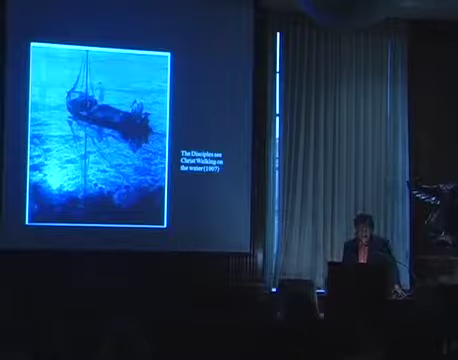 The Disciples see
Christ Walking on
the water (1907)